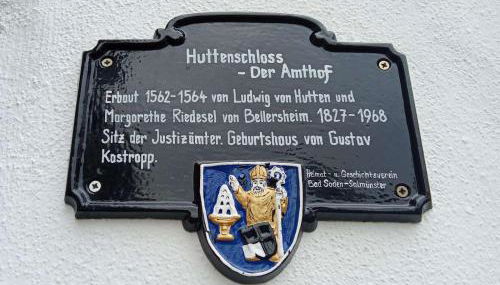 Huttenschloss
- Der Amthof
Erbaut 1562-1564 von Ludwig von Hutten und
Margarethe Riedesel von Bellersheim. 1827-1968
Sitz der Justizämter. Geburtshaus von Gustav
Kastropp.
Heimat - u. Geschichtsverein
Bad Soden-Salmünster